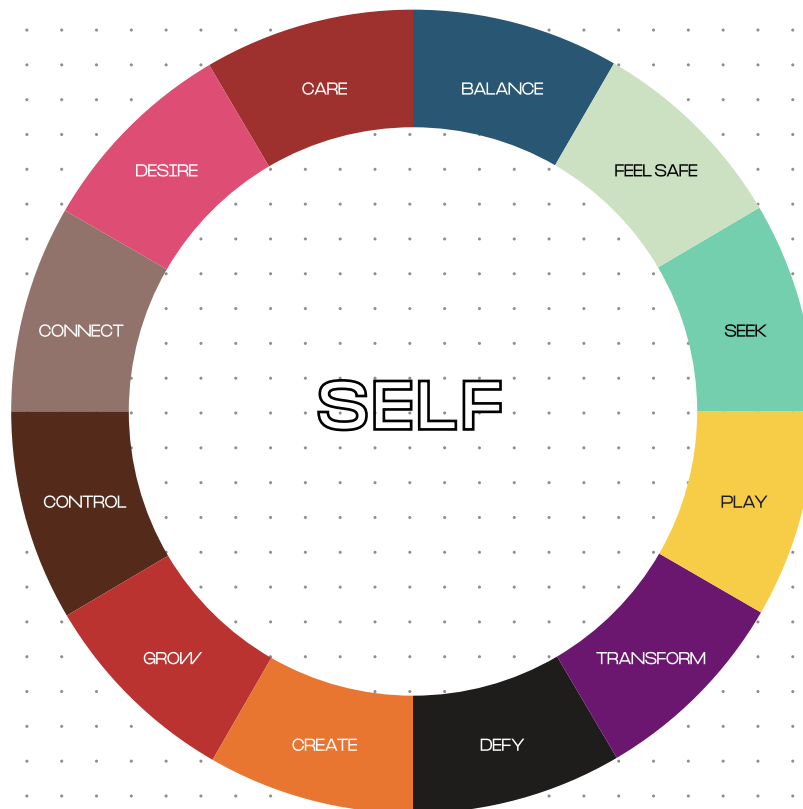 CARE
BALANCE
DESIRE
FEEL SAFE
CONNECT
SEEK
SELF
CONTROL
PLAY
GROW
TRANSFORM
CREATE
DEFY